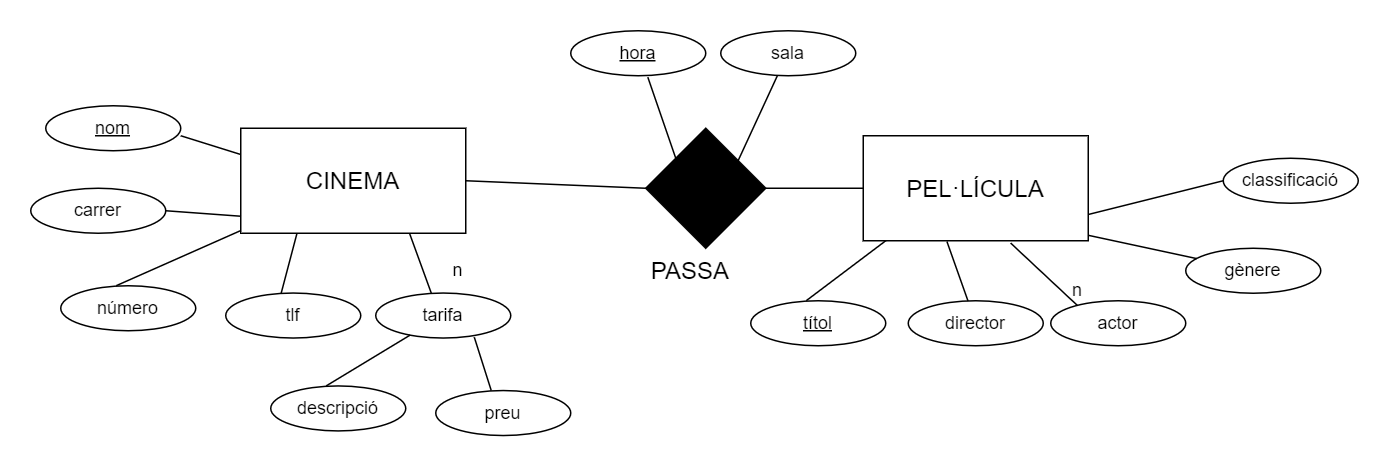 hora
sala
nom
CINEMA
PEL·LÍCULA
classificació
carrer
PASSA
n
gènere
número
tlf
tarifa
n
títol
director
actor
descripció
preu